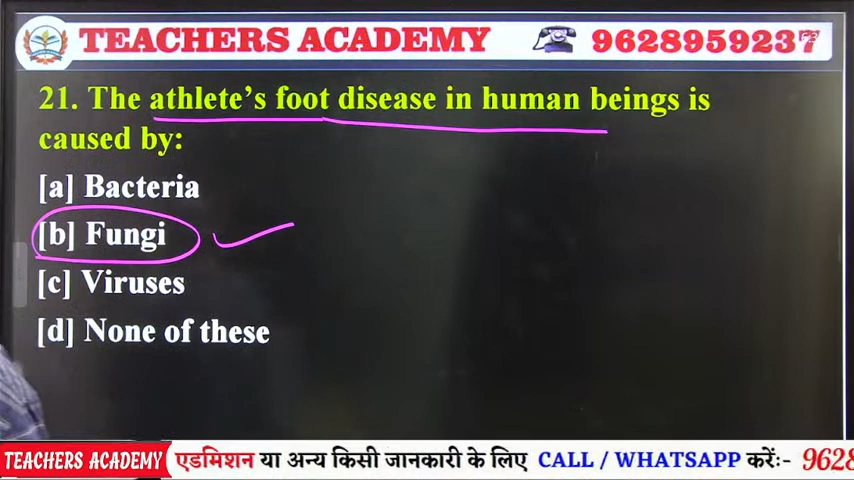 TEACHERS ACADEMY
9628959237
21. The athlete's foot disease in human beings is
caused by:
[a] Bacteria
[b] Fungi
[c] Viruses
[d] None of these
TEACHERS ACADEMY एडमिशन या अन्य किसी जानकारी के लिए CALL / WHATSAPP करें:- 9628